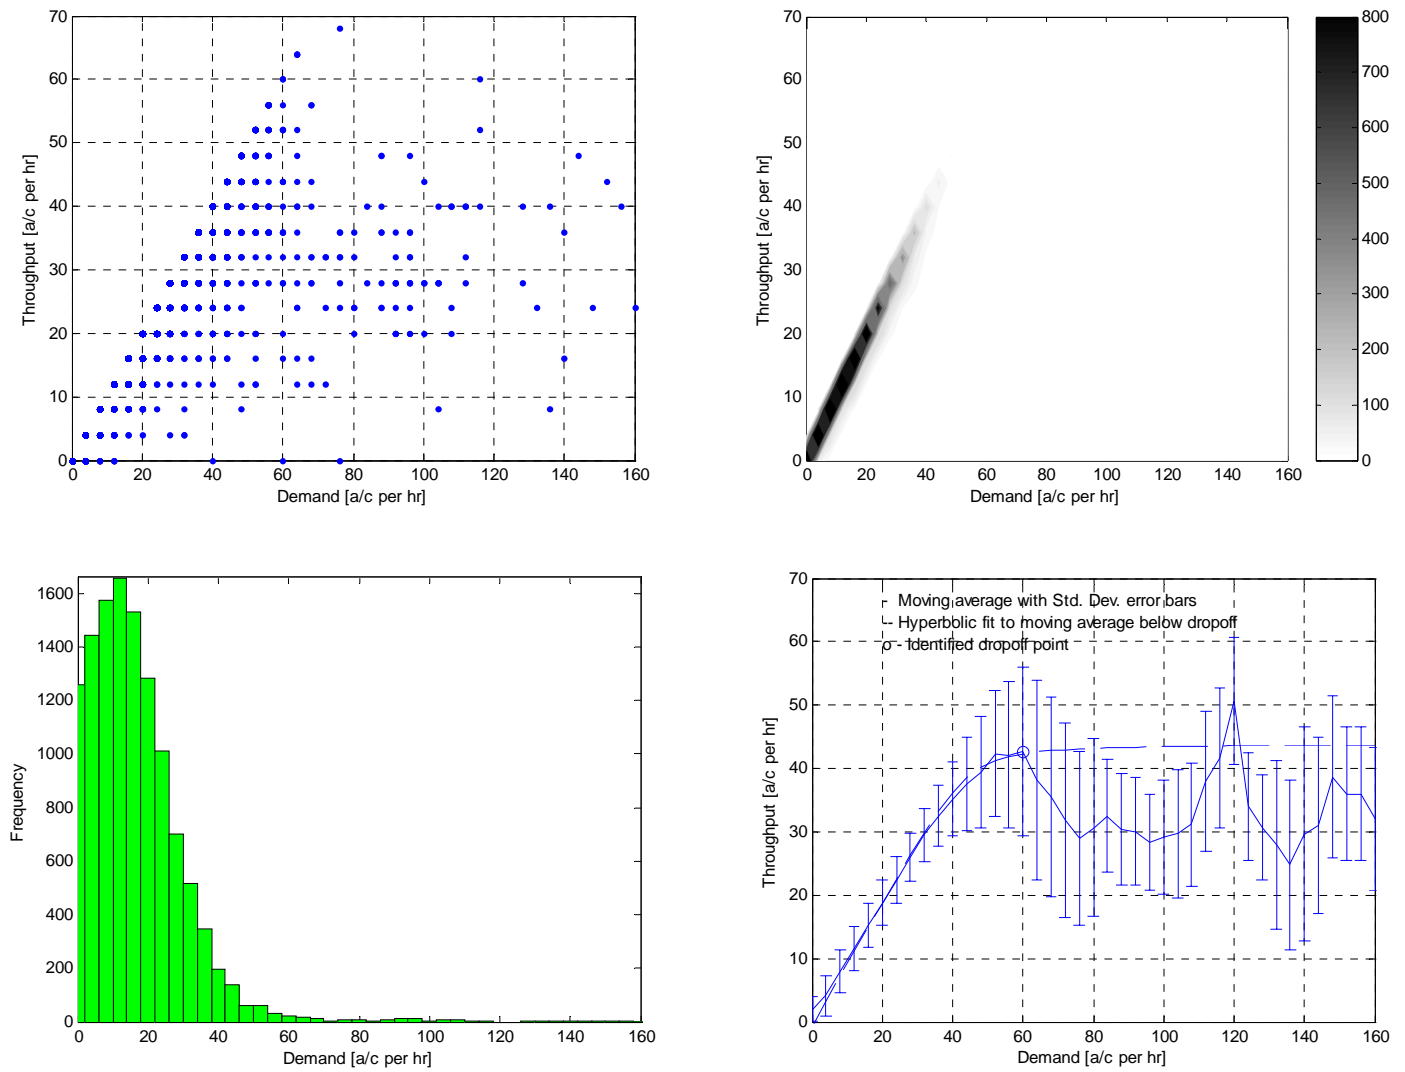 70
60
50
40
30
20
10
0
Throughput [a/c per hr]
0 20 40 60 80 100 120 140 160
Demand [a/c per hr]
70
60
50
40
30
20
10
0
Throughput [a/c per hr]
0 20 40 60 80 100 120 140 160
Demand [a/c per hr]
800
700
600
500
400
300
200
100
0
1600
1400
1200
1000
800
600
400
200
0
Frequency
0 20 40 60 80 100 120 140 160
Demand [a/c per hr]
70
60
50
40
30
20
10
0
Throughput [a/c per hr]
- Moving average with Std. Dev. error bars
-- Hyperbolic fit to moving average below dropoff
o - Identified dropoff point
0 20 40 60 80 100 120 140 160
Demand [a/c per hr]